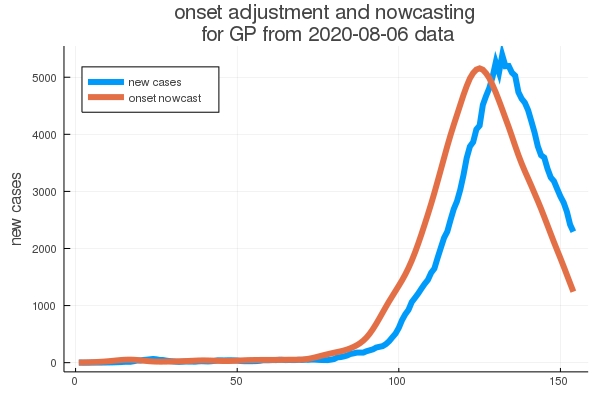 onset adjustment and nowcasting
for GP from 2020-08-06 data
new cases
onset nowcast
new cases
5000
4000
3000
2000
1000
0
0
50
100
150